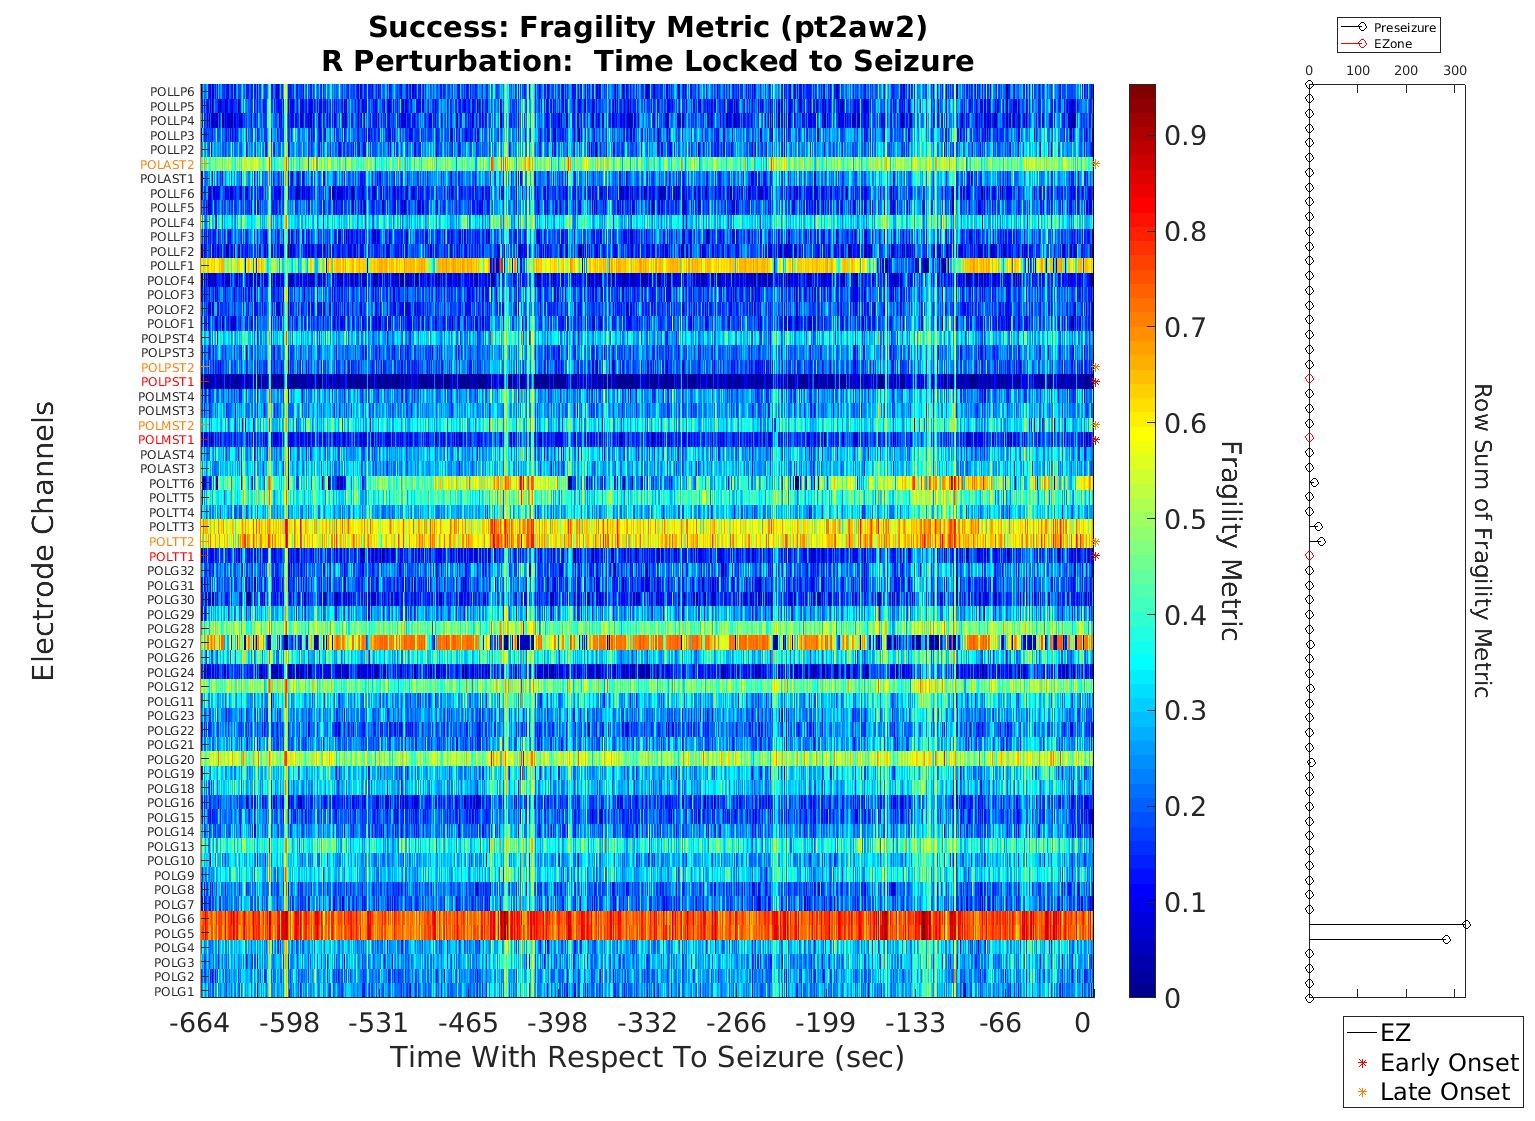 Success: Fragility Metric (pt2aw2)
R Perturbation:  Time Locked to Seizure
Preseizure
EZone
0 100 200 300
Electrode Channels
POLLP6
POLLP5
POLLP4
POLLP3
POLLP2
POLAST2
POLAST1
POLLF6
POLLF5
POLLF4
POLLF3
POLLF2
POLLF1
POLOF4
POLOF3
POLOF2
POLOF1
POLPST4
POLPST3
POLPST2
POLPST1
POLMST4
POLMST3
POLMST2
POLMST1
POLAST4
POLAST3
POLTT6
POLTT5
POLTT4
POLTT3
POLTT2
POLTT1
POLG32
POLG31
POLG30
POLG29
POLG28
POLG27
POLG26
POLG24
POLG12
POLG11
POLG23
POLG22
POLG21
POLG20
POLG19
POLG18
POLG16
POLG15
POLG14
POLG13
POLG10
POLG9
POLG8
POLG7
POLG6
POLG5
POLG4
POLG3
POLG2
POLG1
-664 -598 -531 -465 -398 -332 -266 -199 -133 -66 0
Time With Respect To Seizure (sec)
0.9
0.8
0.7
0.6
0.5
0.4
0.3
0.2
0.1
0
Fragility Metric
Row Sum of Fragility Metric
EZ
Early Onset
Late Onset